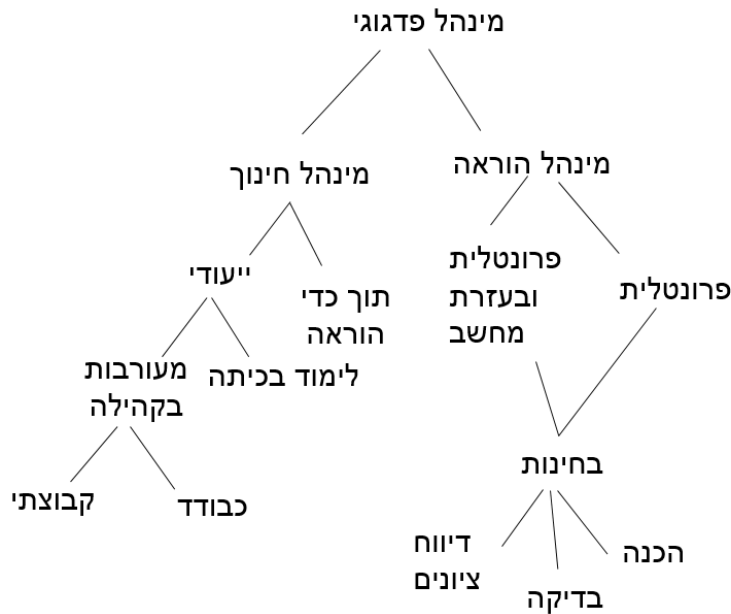 מינהל פדגוגי
מינהל הוראה
מינהל חינוך
פרונטלית
פרונטלית
ובעזרת
מחשב
תוך כדי
הוראה
ייעודי
לימוד בכיתה
מעורבות
בקהילה
בחינות
כבודד
קבוצתי
הכנה
בדיקה
דיווח
ציונים